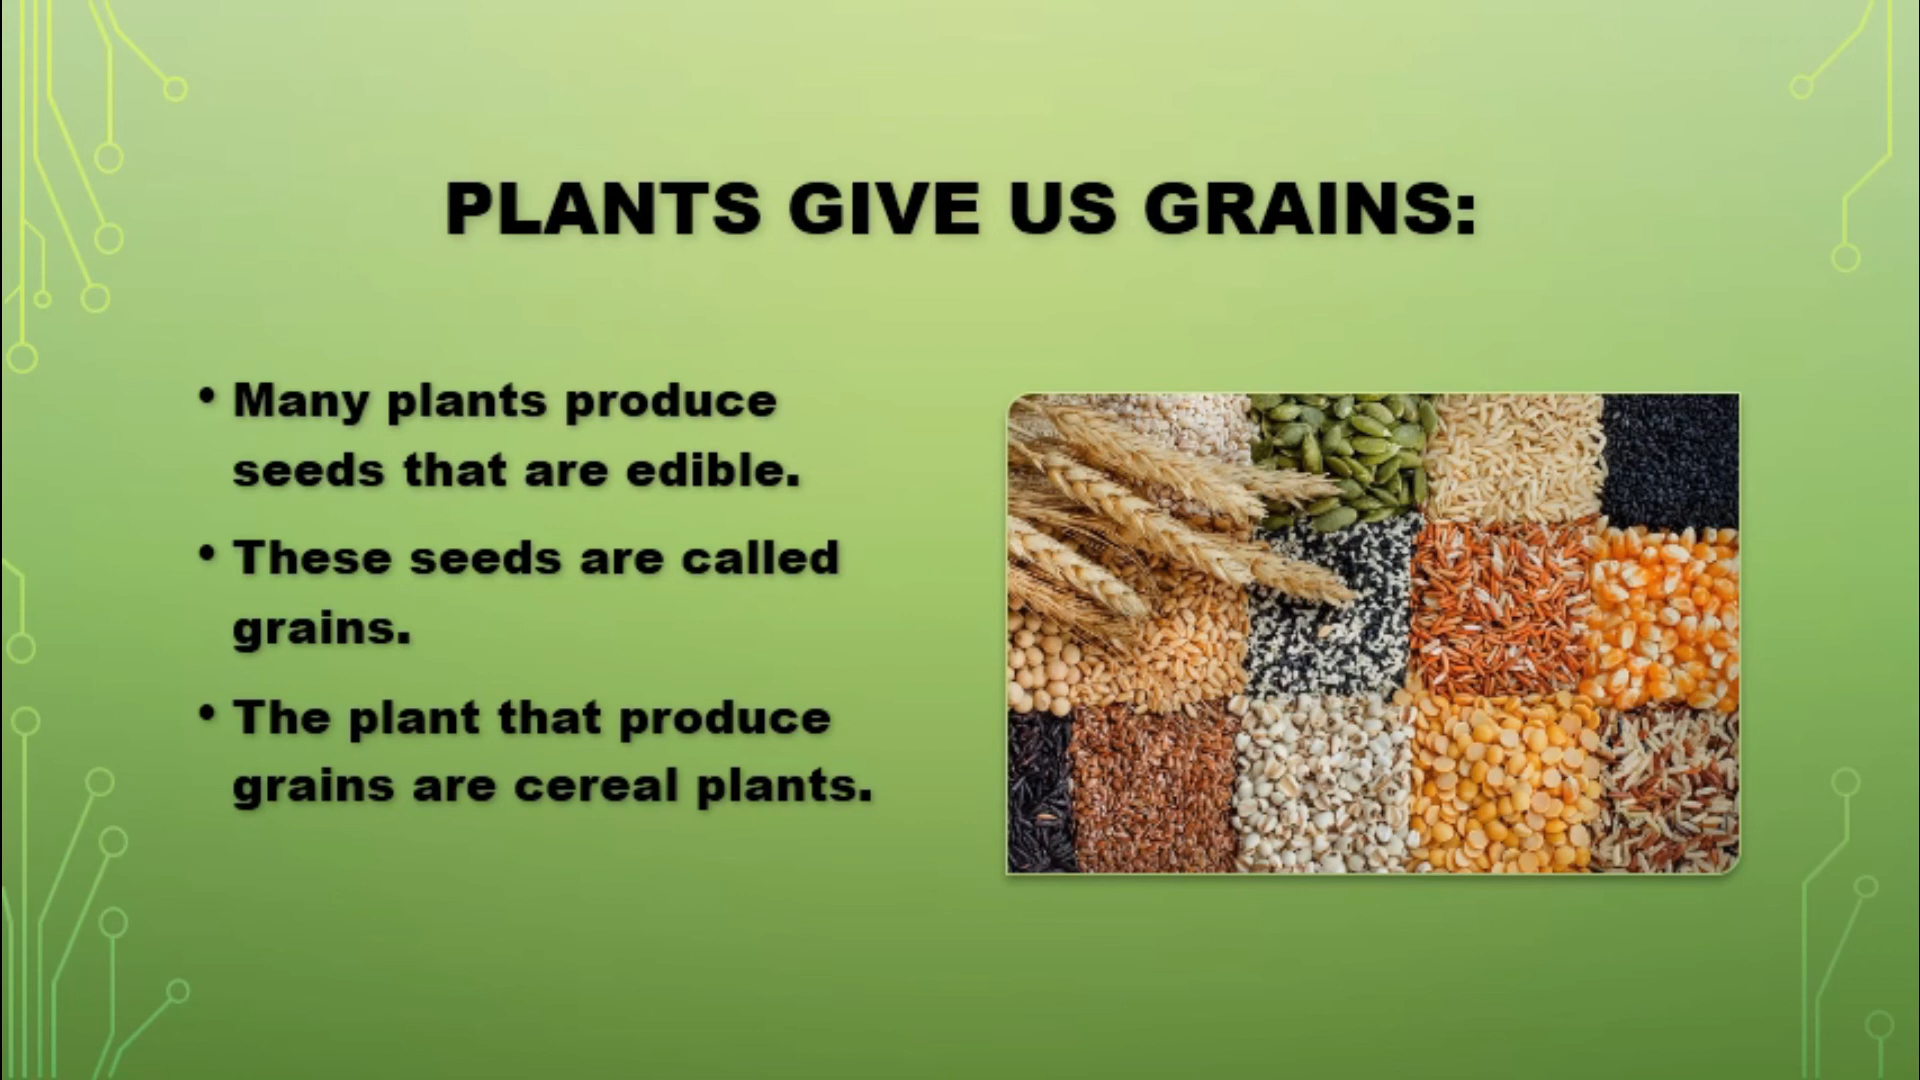 PLANTS GIVE US GRAINS:
• Many plants produce
seeds that are edible.
• These seeds are called
grains.
• The plant that produce
grains are cereal plants.